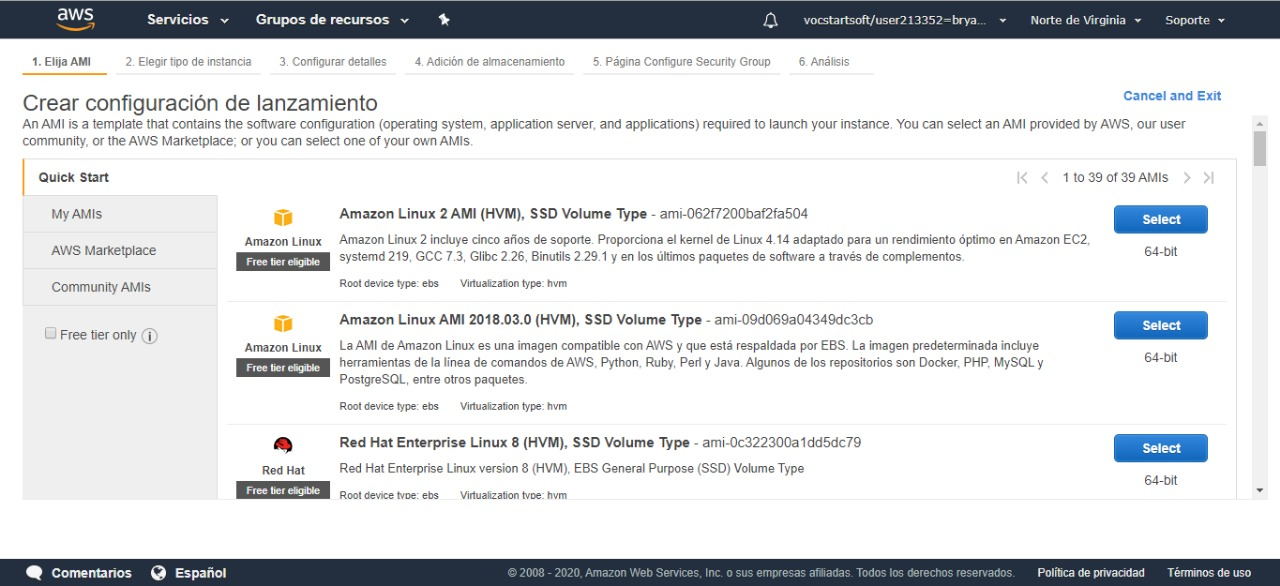 aws Servicios Grupos de recursos vocstartsoft/user213352=brya... Norte de Virginia Soporte
1. Elija AMI 2. Elegir tipo de instancia 3. Configurar detalles 4. Adición de almacenamiento 5. Página Configure Security Group 6. Análisis
Crear configuración de lanzamiento
Cancel and Exit
An AMI is a template that contains the software configuration (operating system, application server, and applications) required to launch your instance. You can select an AMI provided by AWS, our user
community, or the AWS Marketplace; or you can select one of your own AMIs.
Quick Start
My AMIs
AWS Marketplace
Community AMIs
Free tier only
1 to 39 of 39 AMIs
Amazon Linux
Free tier eligible
Amazon Linux 2 AMI (HVM), SSD Volume Type - ami-062f7200baf2fa504
Amazon Linux 2 incluye cinco años de soporte. Proporciona el kernel de Linux 4.14 adaptado para un rendimiento óptimo en Amazon EC2,
systemd 219, GCC 7.3, Glibc 2.26, Binutils 2.29.1 y en los últimos paquetes de software a través de complementos.
Root device type: ebs Virtualization type: hvm
Select
64-bit
Amazon Linux
Free tier eligible
Amazon Linux AMI 2018.03.0 (HVM), SSD Volume Type - ami-09d069a04349dc3cb
La AMI de Amazon Linux es una imagen compatible con AWS y que está respaldada por EBS. La imagen predeterminada incluye
herramientas de la línea de comandos de AWS, Python, Ruby, Perl y Java. Algunos de los repositorios son Docker, PHP, MySQL y
PostgreSQL, entre otros paquetes.
Root device type: ebs Virtualization type: hvm
Select
64-bit
Red Hat
Free tier eligible
Red Hat Enterprise Linux 8 (HVM), SSD Volume Type - ami-0c322300a1dd5dc79
Red Hat Enterprise Linux version 8 (HVM), EBS General Purpose (SSD) Volume Type
Root device type: ebs Virtualization type: hvm
Select
64-bit
Comentarios Español © 2008 - 2020, Amazon Web Services, Inc. o sus empresas afiliadas. Todos los derechos reservados. Política de privacidad Términos de uso